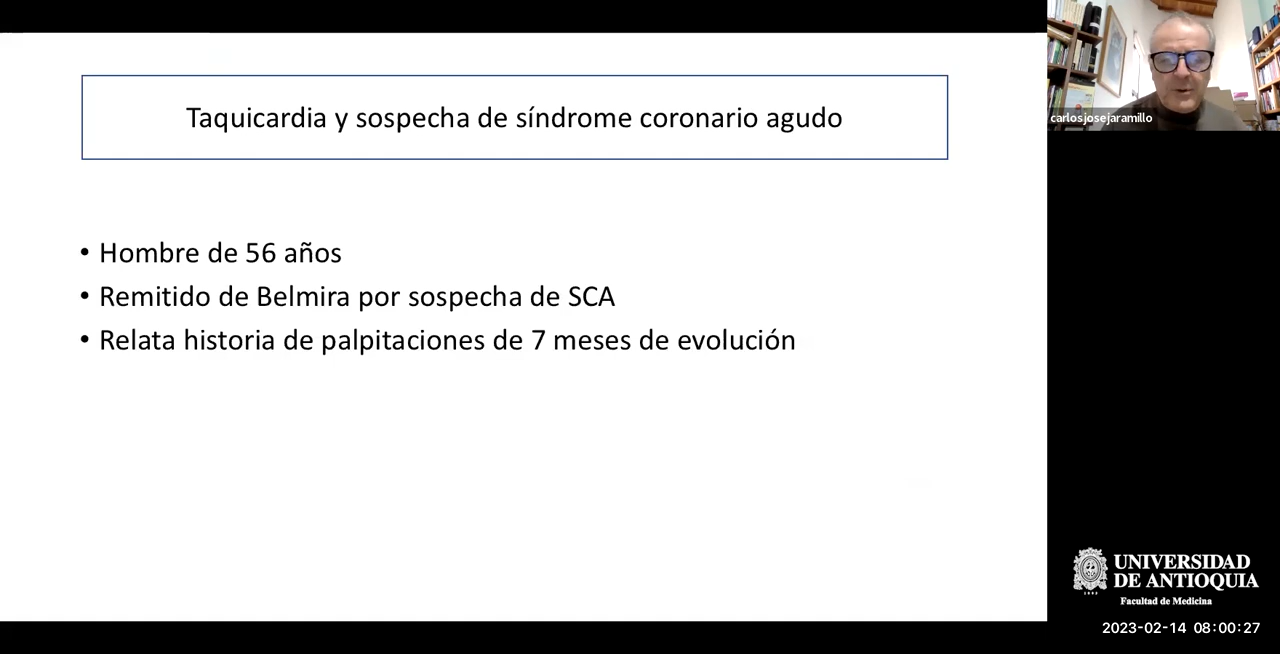 Taquicardia y sospecha de síndrome coronario agudo
• Hombre de 56 años
• Remitido de Belmira por sospecha de SCA
• Relata historia de palpitaciones de 7 meses de evolución
carlosjosejaramillo
UNIVERSIDAD
DE ANTIOQUIA
Facultad de Medicina
2023-02-14 08:00:27